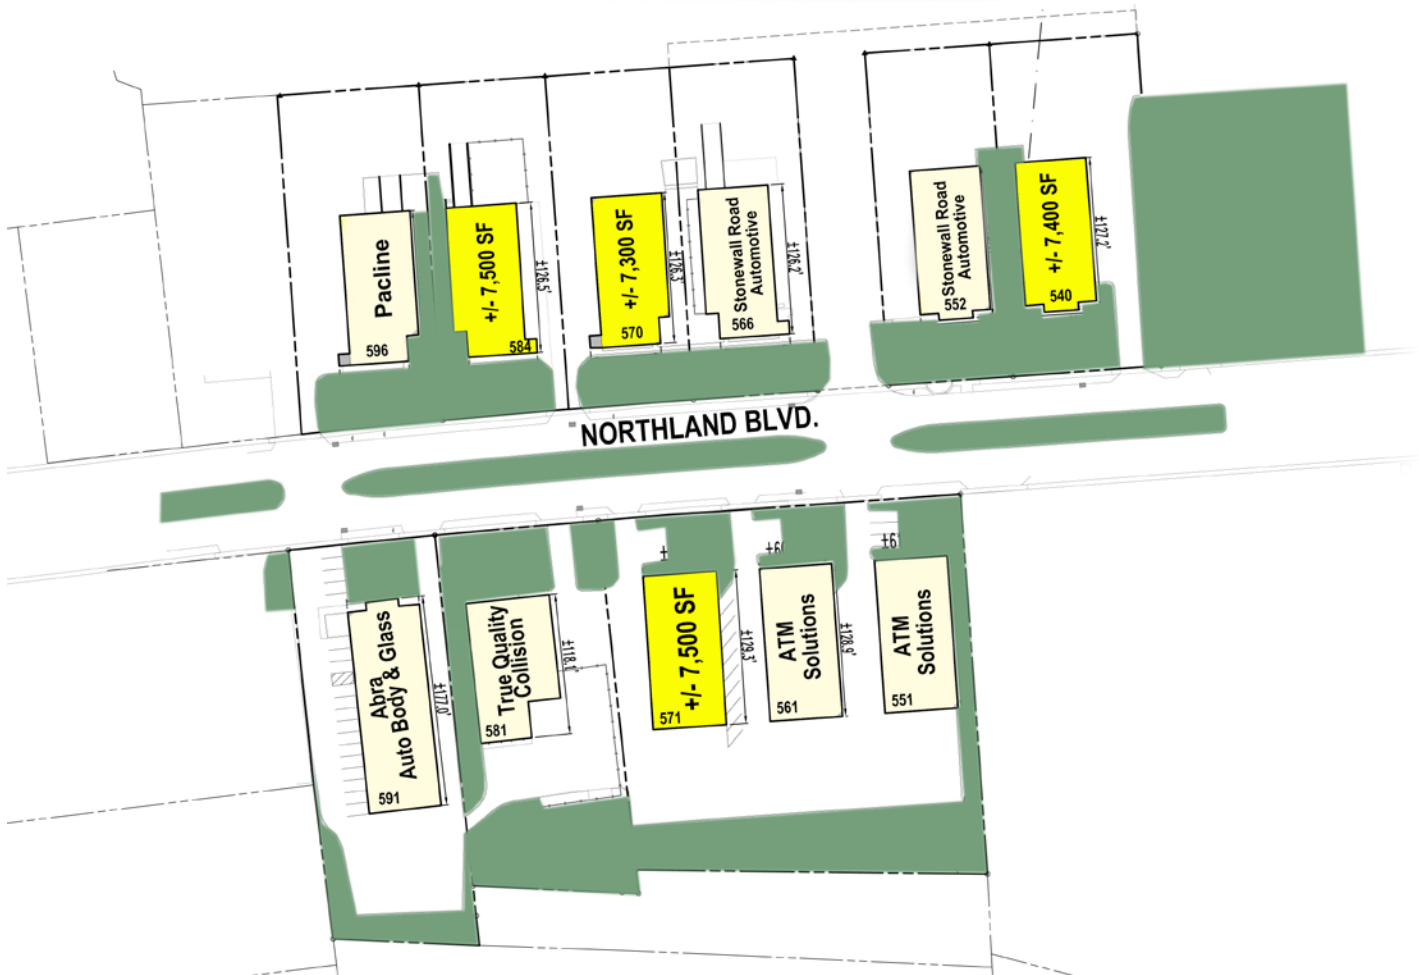 Pacline
596
+/- 7,500 SF
584
±126.5'
+/- 7,300 SF
570
±126.3'
Stonewall Road
Automotive
566
±126.2'
Stonewall Road
Automotive
552
+/- 7,400 SF
540
±127.2'
NORTHLAND BLVD.
Abra
Auto Body & Glass
591
±177.0'
True Quality
Collision
581
±118.1'
+/- 7,500 SF
571
±129.3'
ATM
Solutions
561
±128.9'
ATM
Solutions
551